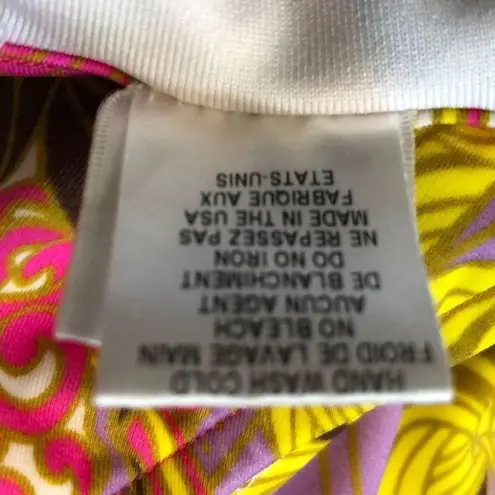 HAND WASH COLD
FROID DE LAVAGE MAIN
NO BLEACH
AUCUN AGENT
DE BLANCHIMENT
DO NO IRON
NE REPASSEZ PAS
MADE IN THE USA
FABRIQUE AUX
ETATS-UNIS